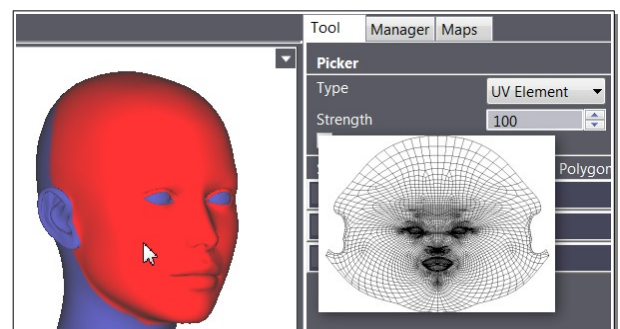 Tool Manager Maps
Picker
Type UV Element
Strength 100
Polygon